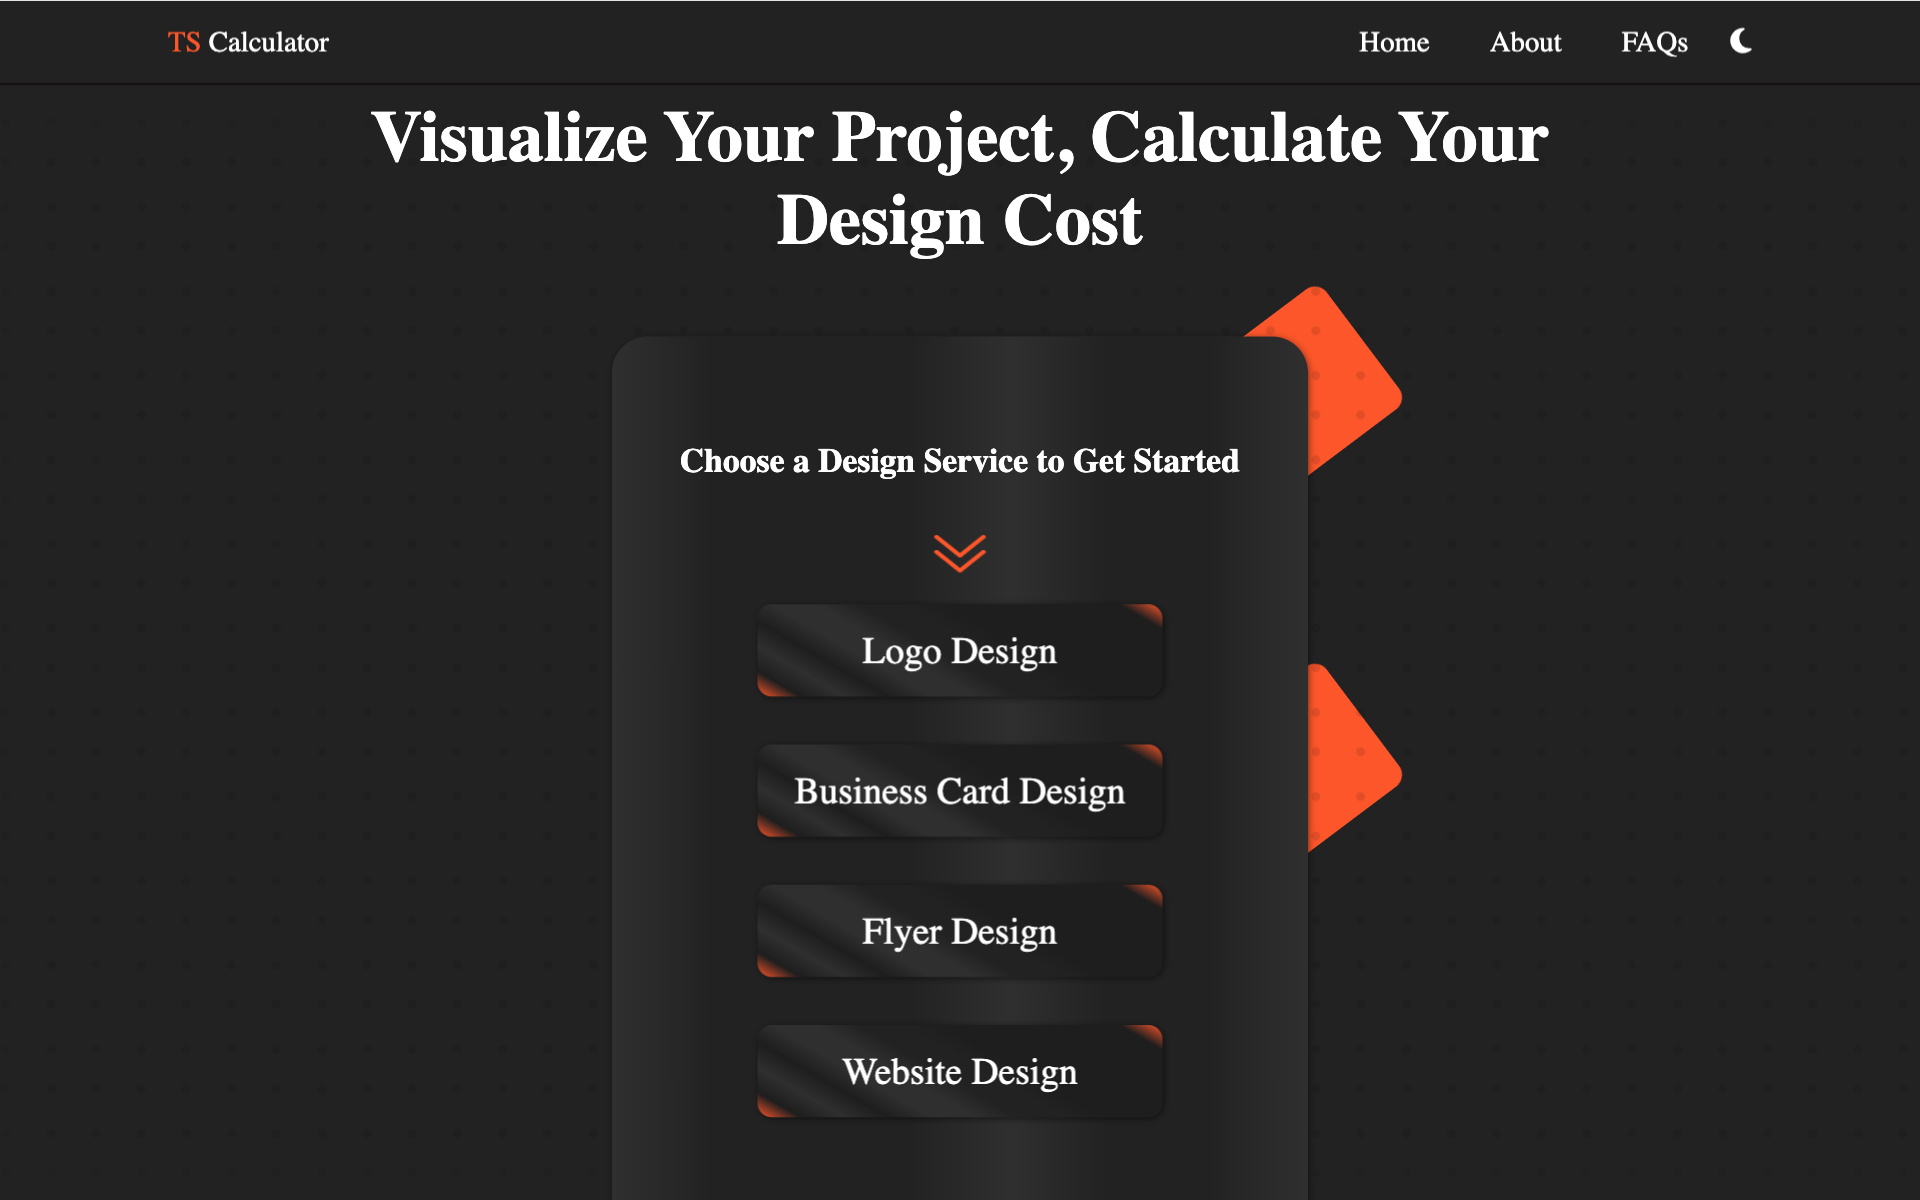 TS Calculator
Home
About
FAQs
Visualize Your Project, Calculate Your
Design Cost
Choose a Design Service to Get Started
Logo Design
Business Card Design
Flyer Design
Website Design